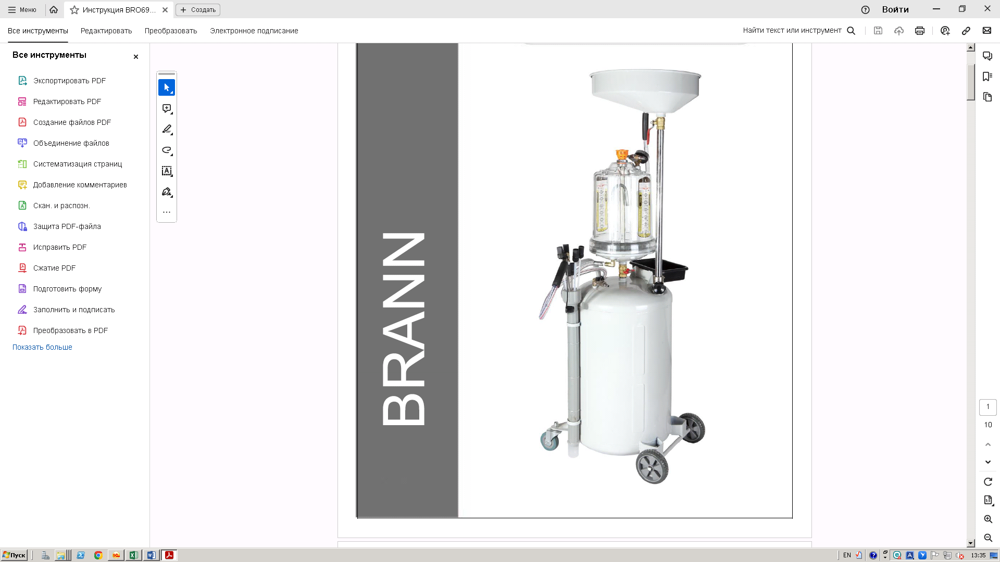 Меню
Инструкция BRO69...
Создать
Войти
Все инструменты
Редактировать
Преобразовать
Электронное подписание
Найти текст или инструмент
Все инструменты
Экспортировать PDF
Редактировать PDF
Создание файлов PDF
Объединение файлов
Систематизация страниц
Добавление комментариев
Скан. и распозн.
Защита PDF-файла
Исправить PDF
Сжатие PDF
Подготовить форму
Заполнить и подписать
Преобразовать в PDF
Показать больше
BRANN
1
10
Пуск
EN
13:35